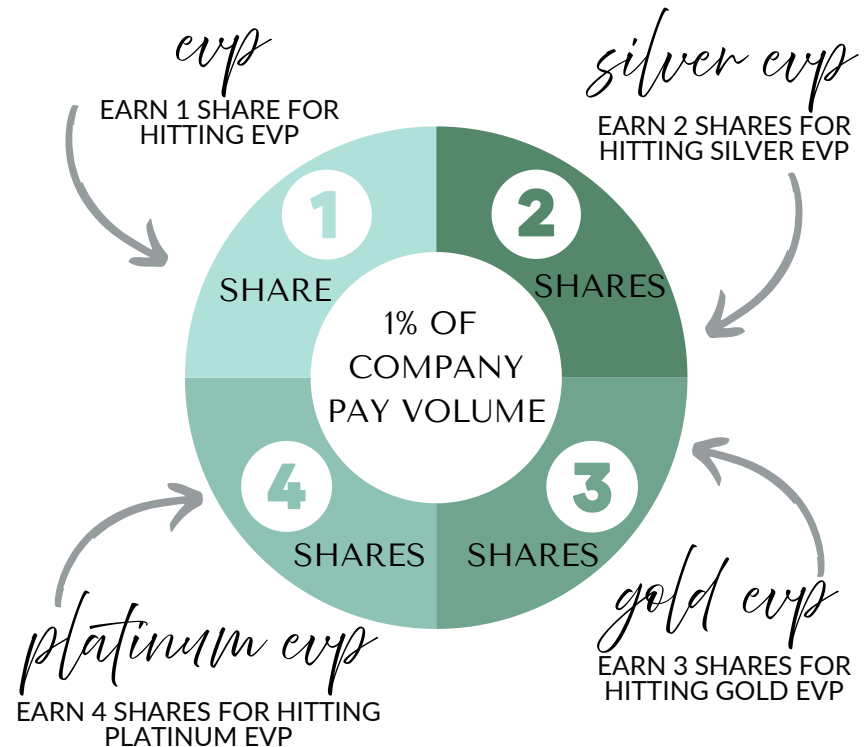 evp
EARN 1 SHARE FOR
HITTING EVP
silver evp
EARN 2 SHARES FOR
HITTING SILVER EVP
1
SHARE
2
SHARES
1% OF
COMPANY
PAY VOLUME
4
SHARES
3
SHARES
platinum evp
EARN 4 SHARES FOR HITTING
PLATINUM EVP
gold evp
EARN 3 SHARES FOR
HITTING GOLD EVP